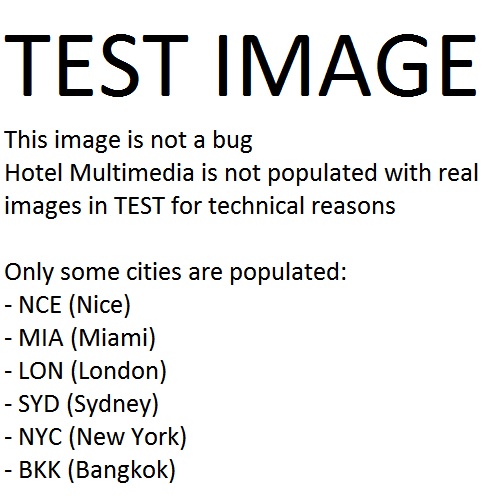 TEST IMAGE
This image is not a bug
Hotel Multimedia is not populated with real
images in TEST for technical reasons
Only some cities are populated:
- NCE (Nice)
- MIA (Miami)
- LON (London)
- SYD (Sydney)
- NYC (New York)
- BKK (Bangkok)